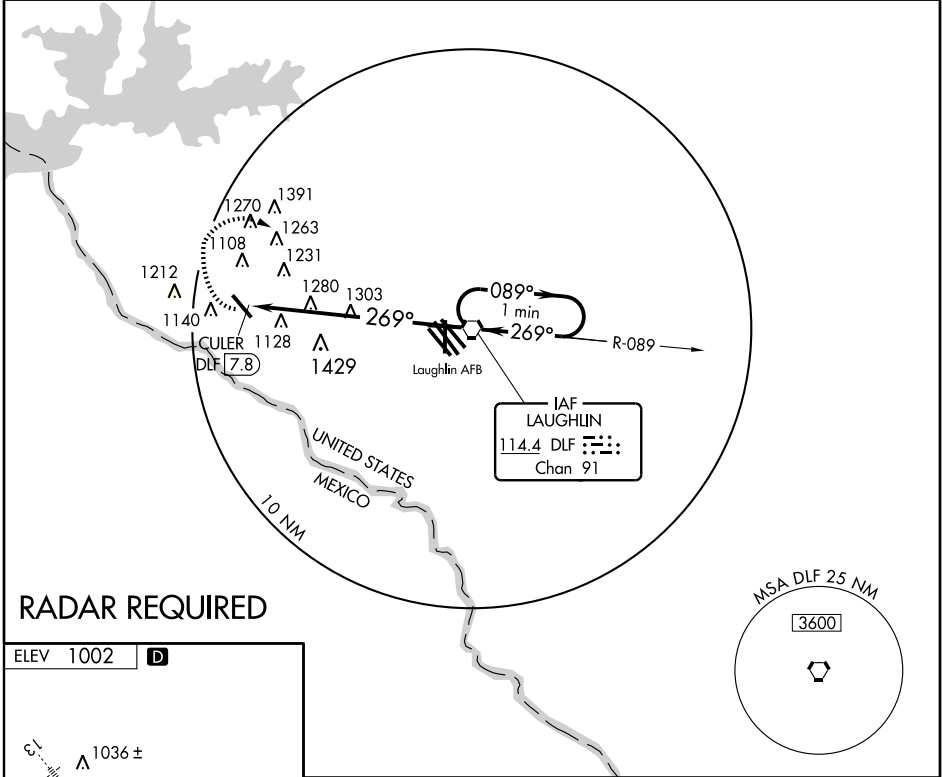 1270
1391
1263
1108
1231
1212
1280
1303
1140
269°
089°
1 min
269°
R-089
CULER
DLF 7.8
1128
1429
Laughlin AFB
IAF
LAUGHLIN
114.4 DLF
Chan 91
UNITED STATES
MEXICO
10 NM
RADAR REQUIRED
MSA DLF 25 NM
3600
ELEV 1002 D
13
1036 ±